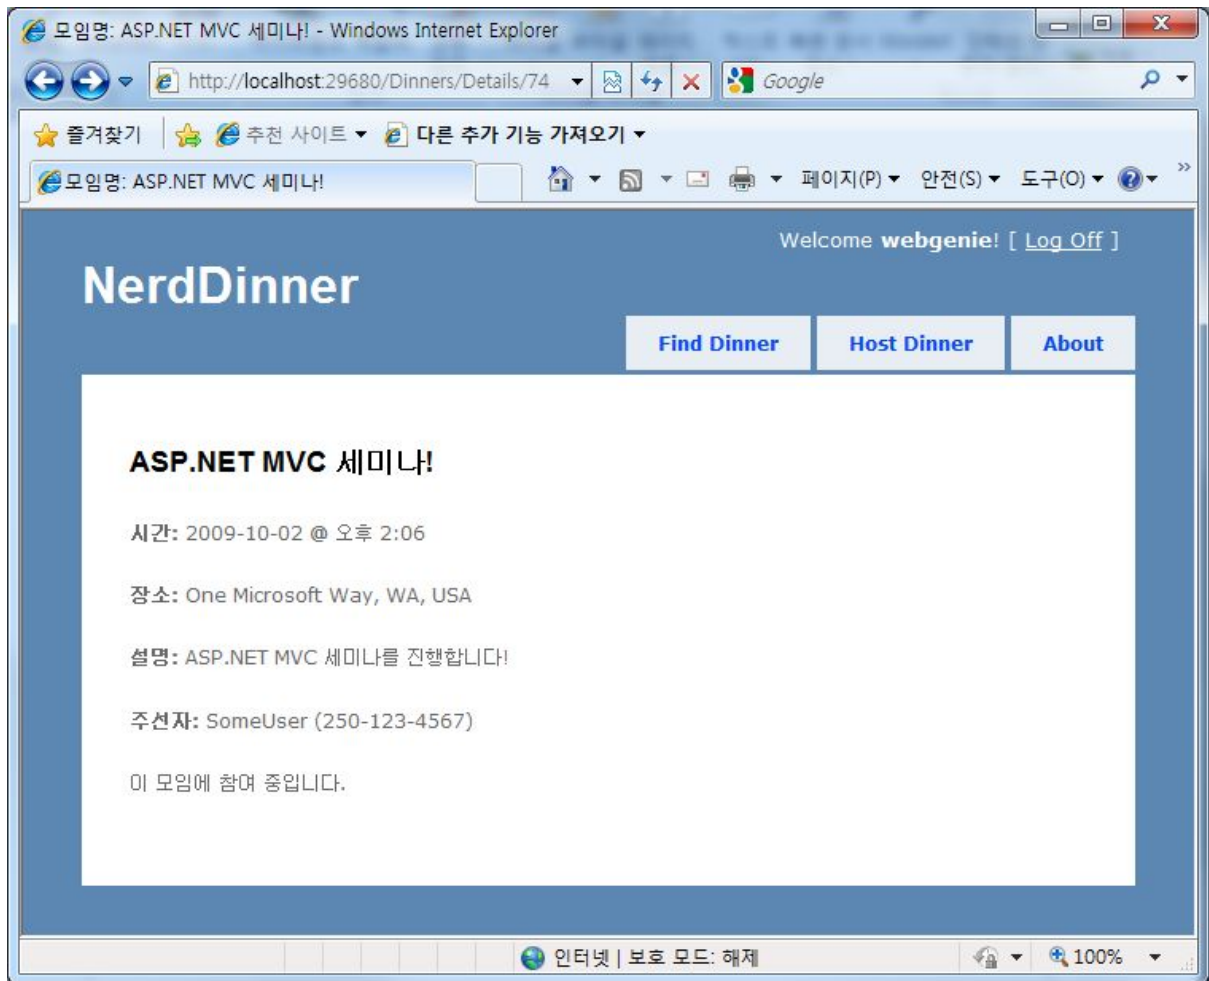 모임명: ASP.NET MVC 세미나! - Windows Internet Explorer
http://localhost:29680/Dinners/Details/74 Google
즐겨찾기 추천 사이트 다른 추가 기능 가져오기
모임명: ASP.NET MVC 세미나! 페이지(P) 안전(S) 도구(O) »
Welcome webgenie! [ Log Off ]
NerdDinner
Find Dinner Host Dinner About
ASP.NET MVC 세미나!
시간: 2009-10-02 @ 오후 2:06
장소: One Microsoft Way, WA, USA
설명: ASP.NET MVC 세미나를 진행합니다!
주선자: SomeUser (250-123-4567)
이 모임에 참여 중입니다.
인터넷 | 보호 모드: 해제 100%